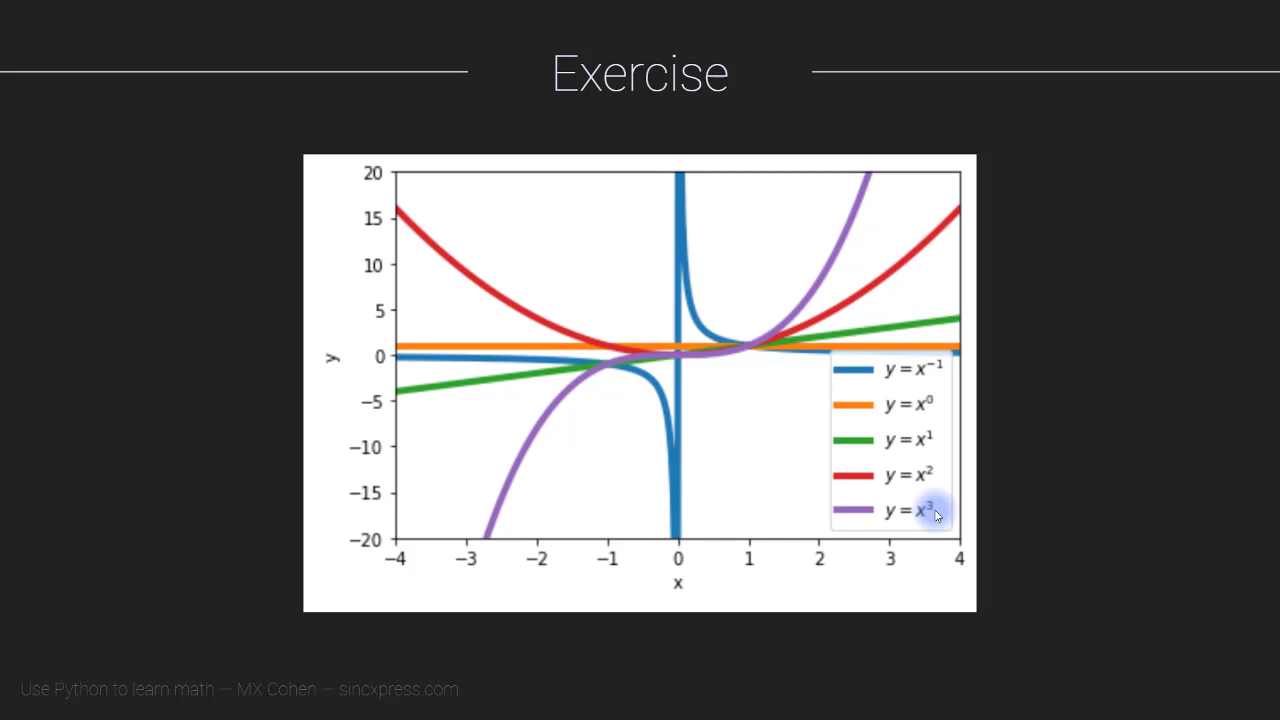 Exercise
20
15
10
5
0
−5
−10
−15
−20
y
−4 −3 −2 −1 0 1 2 3 4
x
y = x⁻¹
y = x⁰
y = x¹
y = x²
y = x³
Use Python to learn math — MX Cohen — sincxpress.com